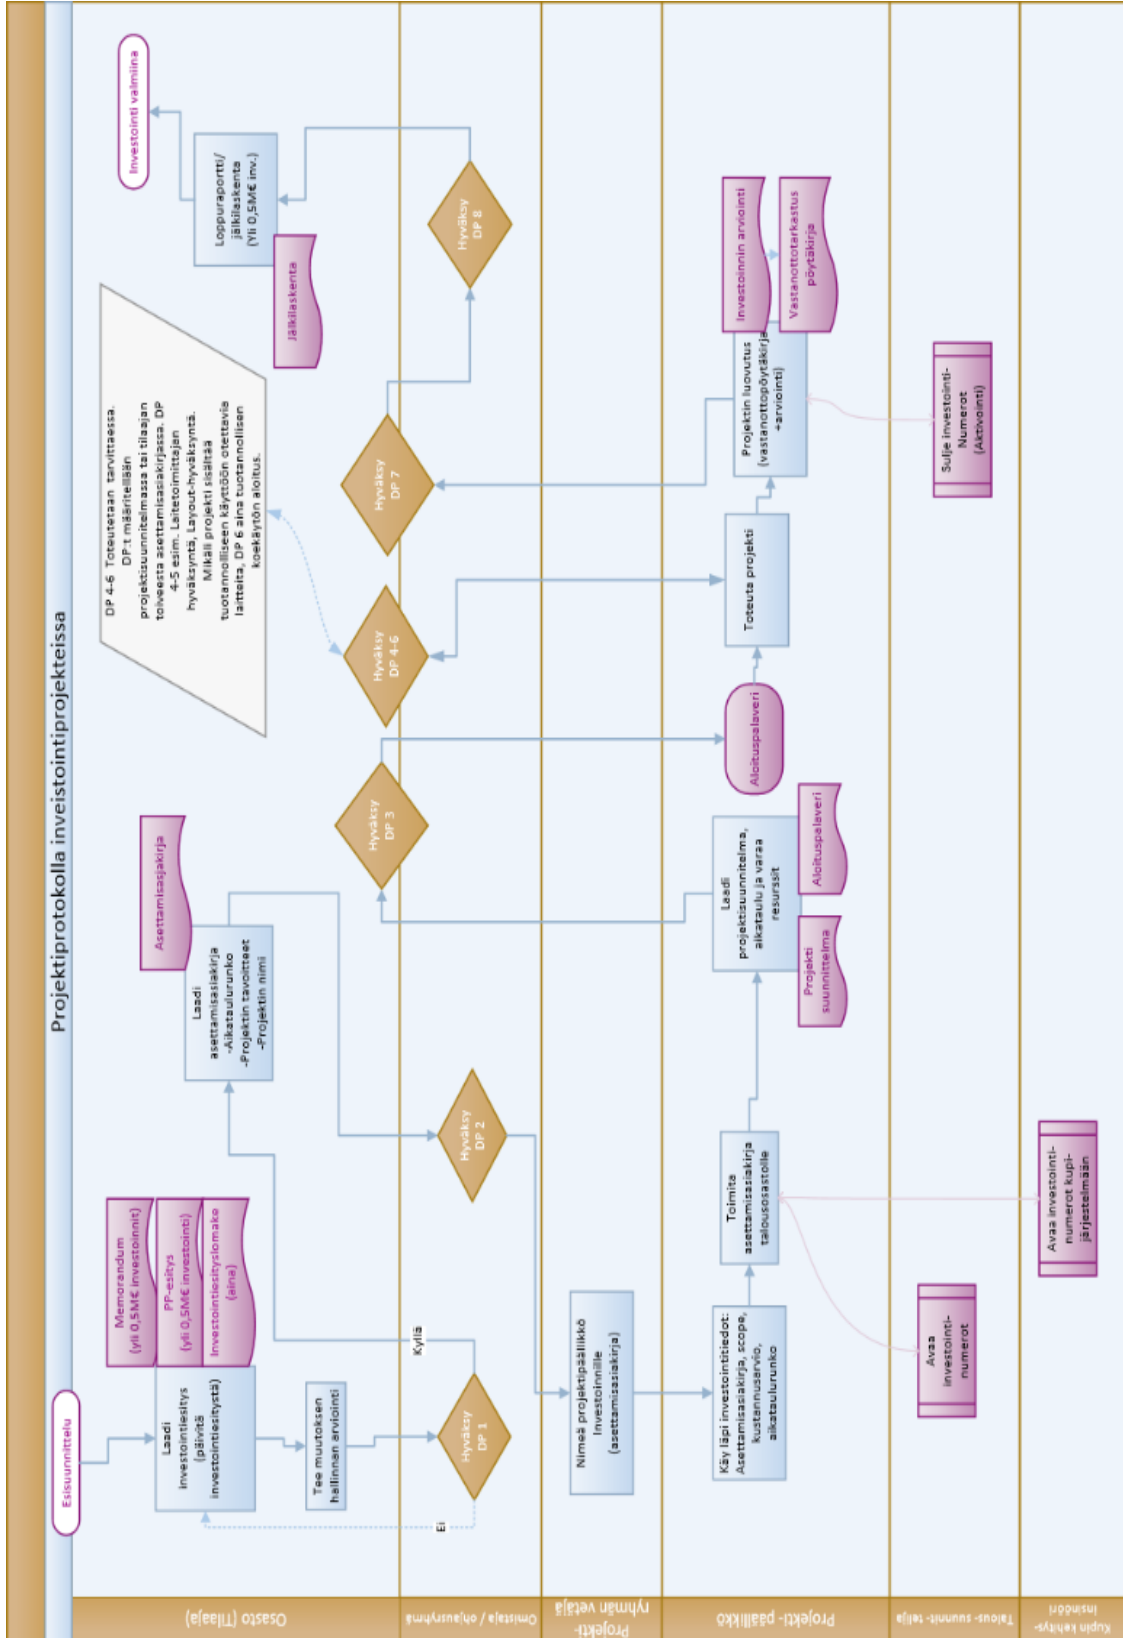 Projektiprotokolla inveistointiprojekteissa
Osasto (Tilaaja)
Esisuunnittelu
Laadi
investointiesitys
(päivitä
investointiesitystä)
Memorandum
(yli 0,5M€ investoinnit)
PP-esitys
(yli 0,5M€ investointi)
Investointiesityslomake
(aina)
Tee muutoksen
hallinnan arviointi
Laadi
asettamisasiakirja
-Aikataulurunko
-Projektin tavoitteet
-Projektin nimi
Asettamisasjakirja
DP 4-6 Toteutetaan tarvittaessa.
DP:t määritellään
projektisuunnitelmassa tai tilaajan
toiveesta asettamisasiakirjassa. DP
4-5 esim. Laitetoimittajan
hyväksyntä, Layout-hyväksyntä.
Mikäli projekti sisältää
tuotannolliseen käyttöön otettavia
laitteita, DP 6 aina tuotannollisen
koekäytön aloitus.
Loppuraportti/
jälkilaskenta
(Yli 0,5M€ inv.)
Jälkilaskenta
Investointi valmiina
Omistaja / ohjausryhmä
Ei
Kyllä
Hyväksy
DP 1
Hyväksy
DP 2
Hyväksy
DP 3
Hyväksy
DP 4-6
Hyväksy
DP 7
Hyväksy
DP 8
Projekti-
ryhmän vetäjä
Nimeä projektipäällikkö
Investoinnille
(asettamisasiakirja)
Projekti - päällikkö
Käy läpi investointitiedot:
Asettamisasiakirja, scope,
kustannusarvio,
aikataulurunko
Toimita
asettamisasiakirja
talousosastolle
Laadi
projektisuunnitelma,
aikataulu ja varaa
resurssit
Projekti
suunnittelma
Aloituspalaveri
Aloituspalaveri
Toteuta projekti
Projektin luovutus
(vastanottopöytäkirja
+arviointi)
Investoinnin arviointi
Vastanottotarkastus
pöytäkirja
Talous- suunnit- telija
Avaa
investointi-
numerot
Sulje investointi-
Numerot
(Aktivointi)
Kupin kehitys-
insinööri
Avaa investointi-
numerot kupi-
järjestelmään